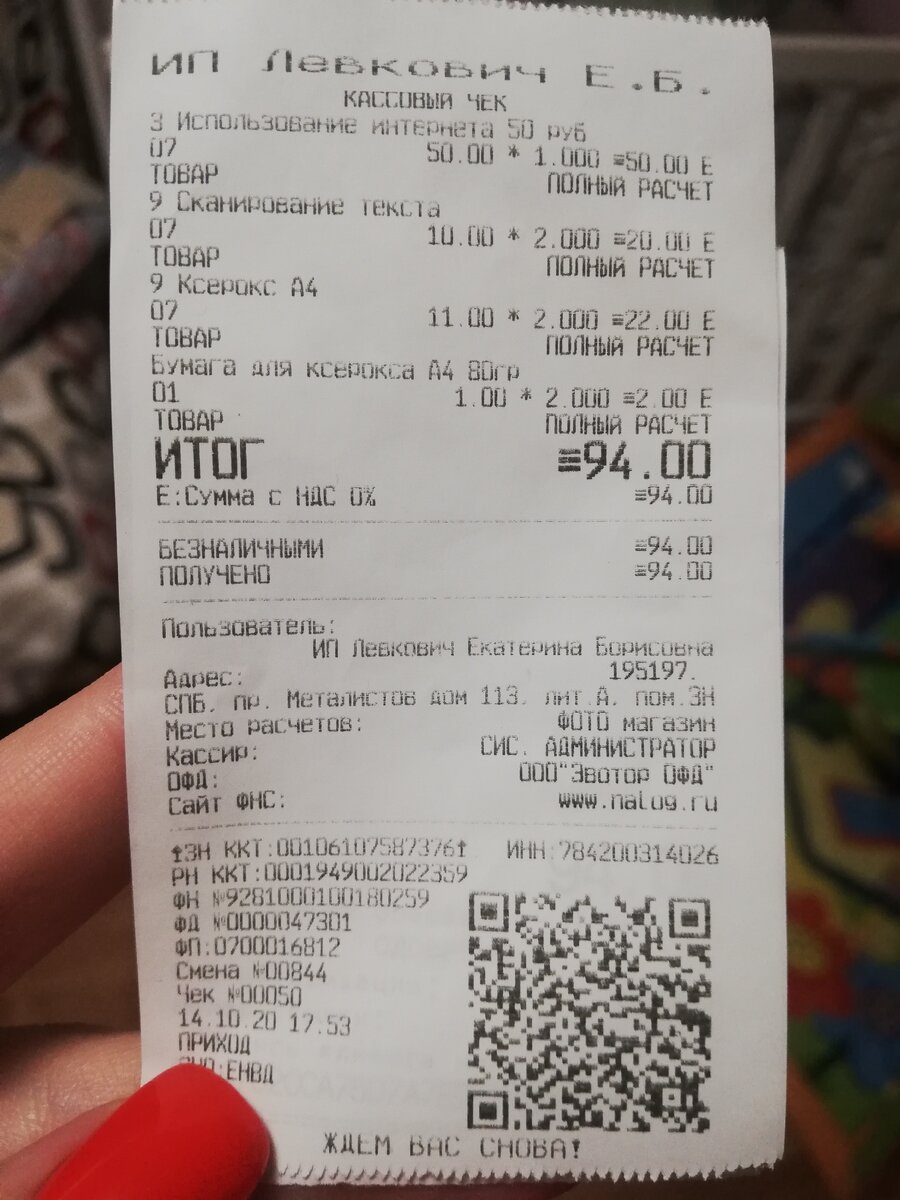 ИП Левкович Е.Б.
КАССОВЫЙ ЧЕК
3 Использование интернета 50 руб
07 50.00 * 1.000 ≡50.00 Е
ТОВАР ПОЛНЫЙ РАСЧЕТ
9 Сканирование текста
07 10.00 * 2.000 ≡20.00 Е
ТОВАР ПОЛНЫЙ РАСЧЕТ
9 Ксерокс А4
07 11.00 * 2.000 ≡22.00 Е
ТОВАР ПОЛНЫЙ РАСЧЕТ
Бумага для ксерокса А4 80гр
01 1.00 * 2.000 ≡2.00 Е
ТОВАР ПОЛНЫЙ РАСЧЕТ
ИТОГ ≡94.00
Е:Сумма с НДС 0% ≡94.00
БЕЗНАЛИЧНЫМИ ≡94.00
ПОЛУЧЕНО ≡94.00
Пользователь:
ИП Левкович Екатерина Борисовна
Адрес: 195197.
СПБ. пр. Металистов дом 113. лит.А. пом.3Н
Место расчетов: ФОТО магазин
Кассир: СИС. АДМИНИСТРАТОР
ОФД: ООО"Эвотор ОФД"
Сайт ФНС: www.nalog.ru
ЗН ККТ:00106107587376 ИНН:784200314026
РН ККТ:0001949002022359
ФН №9281000100180259
ФД №0000047301
ФП:0700016812
Смена №00844
Чек №00050
14.10.20 17.53
ПРИХОД
ЕНВД
ЖДЕМ ВАС СНОВА!